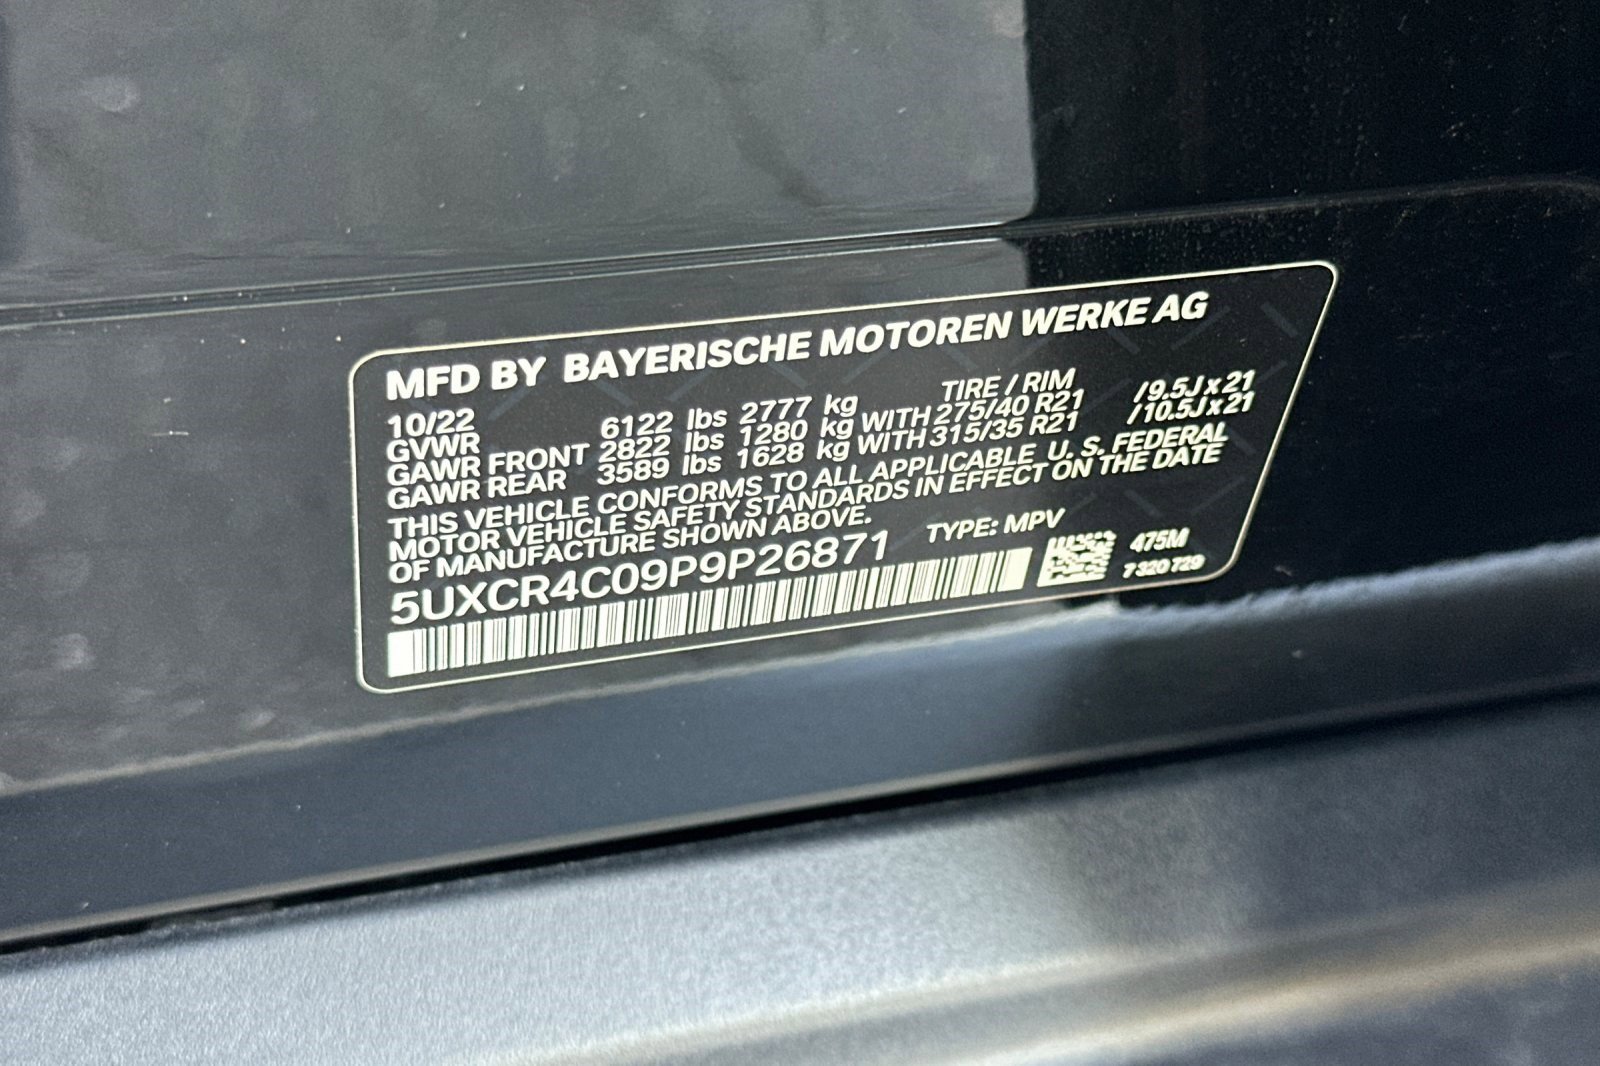 MFD BY BAYERISCHE MOTOREN WERKE AG
10/22 TIRE / RIM
GVWR 6122 lbs 2777 kg
GAWR FRONT 2822 lbs 1280 kg WITH 275/40 R21 /9.5J x 21
GAWR REAR 3589 lbs 1628 kg WITH 315/35 R21 /10.5J x 21
THIS VEHICLE CONFORMS TO ALL APPLICABLE U. S. FEDERAL
MOTOR VEHICLE SAFETY STANDARDS IN EFFECT ON THE DATE
OF MANUFACTURE SHOWN ABOVE.
5UXCR4C09P9P26871 TYPE: MPV
475M
7 320 729